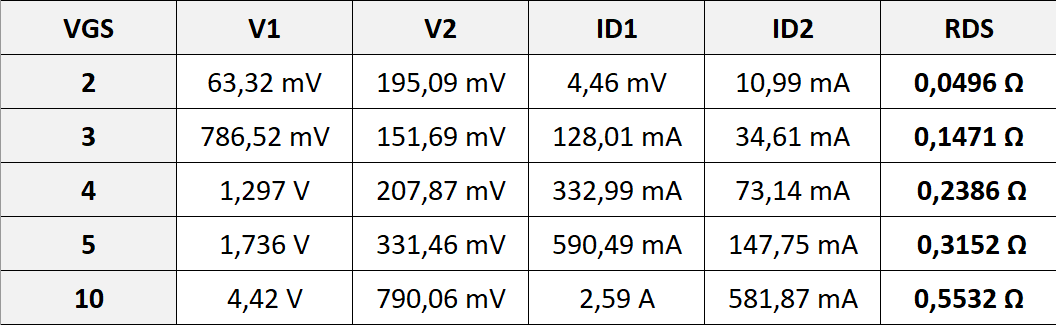 VGS V1 V2 ID1 ID2 RDS
2 63,32 mV 195,09 mV 4,46 mV 10,99 mA 0,0496 Ω
3 786,52 mV 151,69 mV 128,01 mA 34,61 mA 0,1471 Ω
4 1,297 V 207,87 mV 332,99 mA 73,14 mA 0,2386 Ω
5 1,736 V 331,46 mV 590,49 mA 147,75 mA 0,3152 Ω
10 4,42 V 790,06 mV 2,59 A 581,87 mA 0,5532 Ω